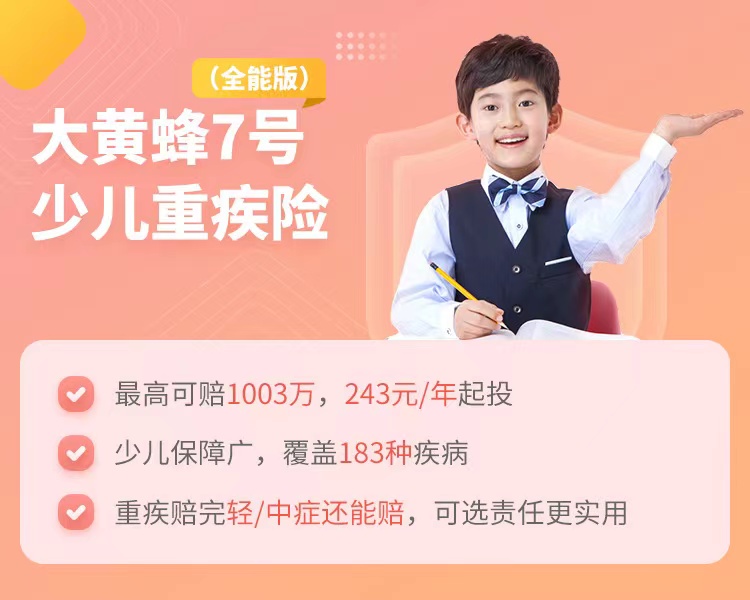 （全能版）
大黄蜂7号
少儿重疾险
最高可赔1003万，243元/年起投
少儿保障广，覆盖183种疾病
重疾赔完轻/中症还能赔，可选责任更实用